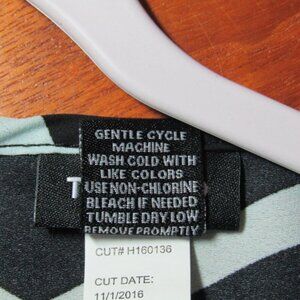 GENTLE CYCLE
MACHINE
WASH COLD WITH
LIKE COLORS
T
USE NON-CHLORINE
BLEACH IF NEEDED
TUMBLE DRY LOW
REMOVE PROMPTLY
CUT# H160136
CUT DATE:
11/1/2016